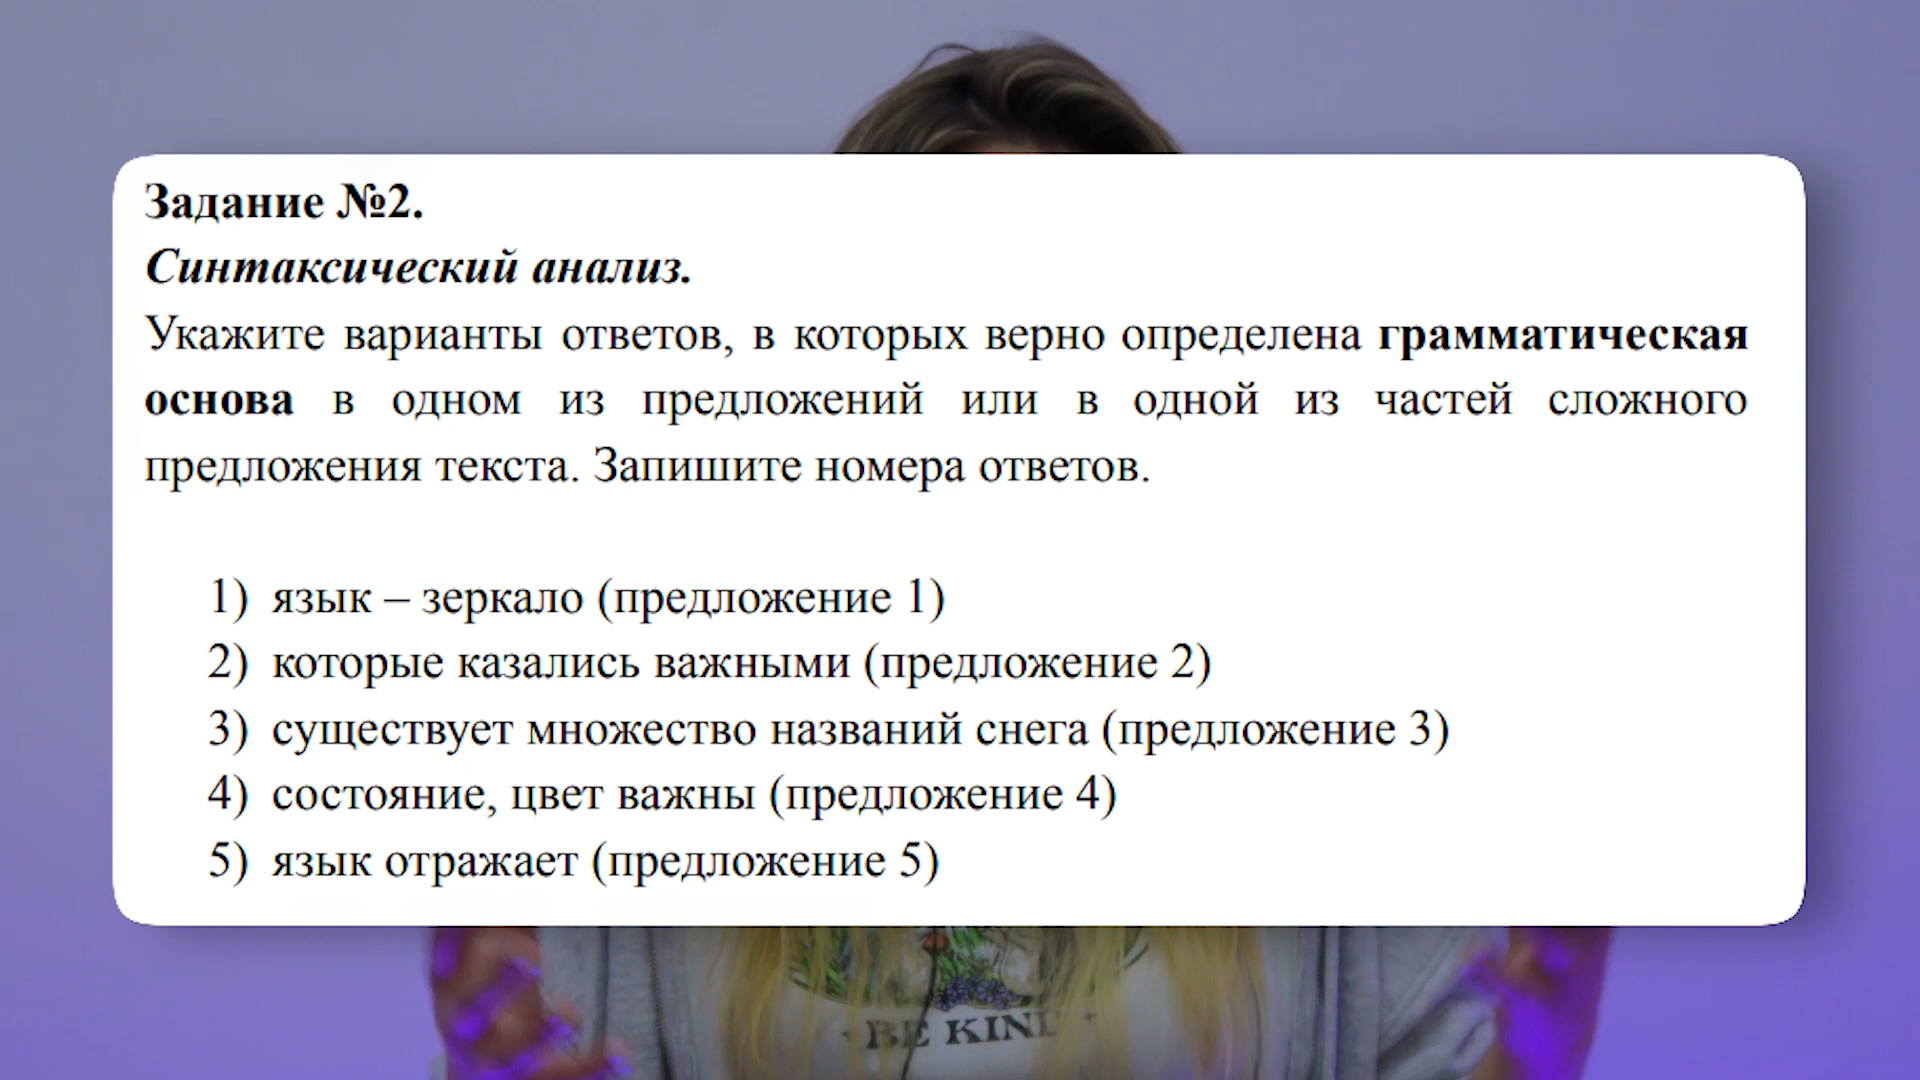 Задание №2.
Синтаксический анализ.
Укажите варианты ответов, в которых верно определена грамматическая
основа в одном из предложений или в одной из частей сложного
предложения текста. Запишите номера ответов.
1) язык – зеркало (предложение 1)
2) которые казались важными (предложение 2)
3) существует множество названий снега (предложение 3)
4) состояние, цвет важны (предложение 4)
5) язык отражает (предложение 5)
BE KIND